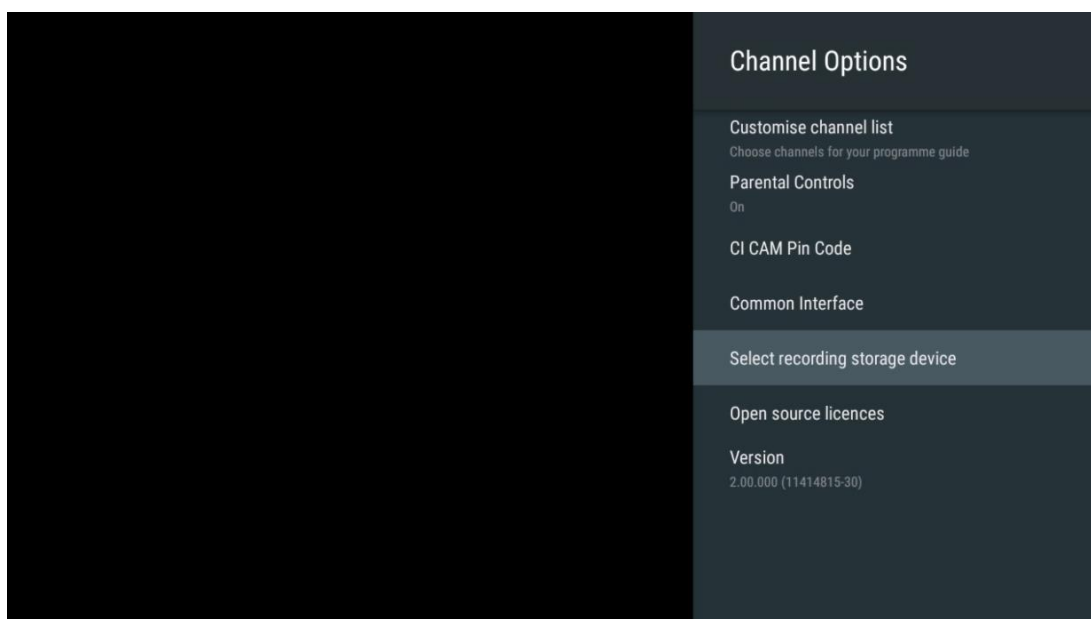 Channel Options
Customise channel list
Choose channels for your programme guide
Parental Controls
On
CI CAM Pin Code
Common Interface
Select recording storage device
Open source licences
Version
2.00.000 (11414815-30)